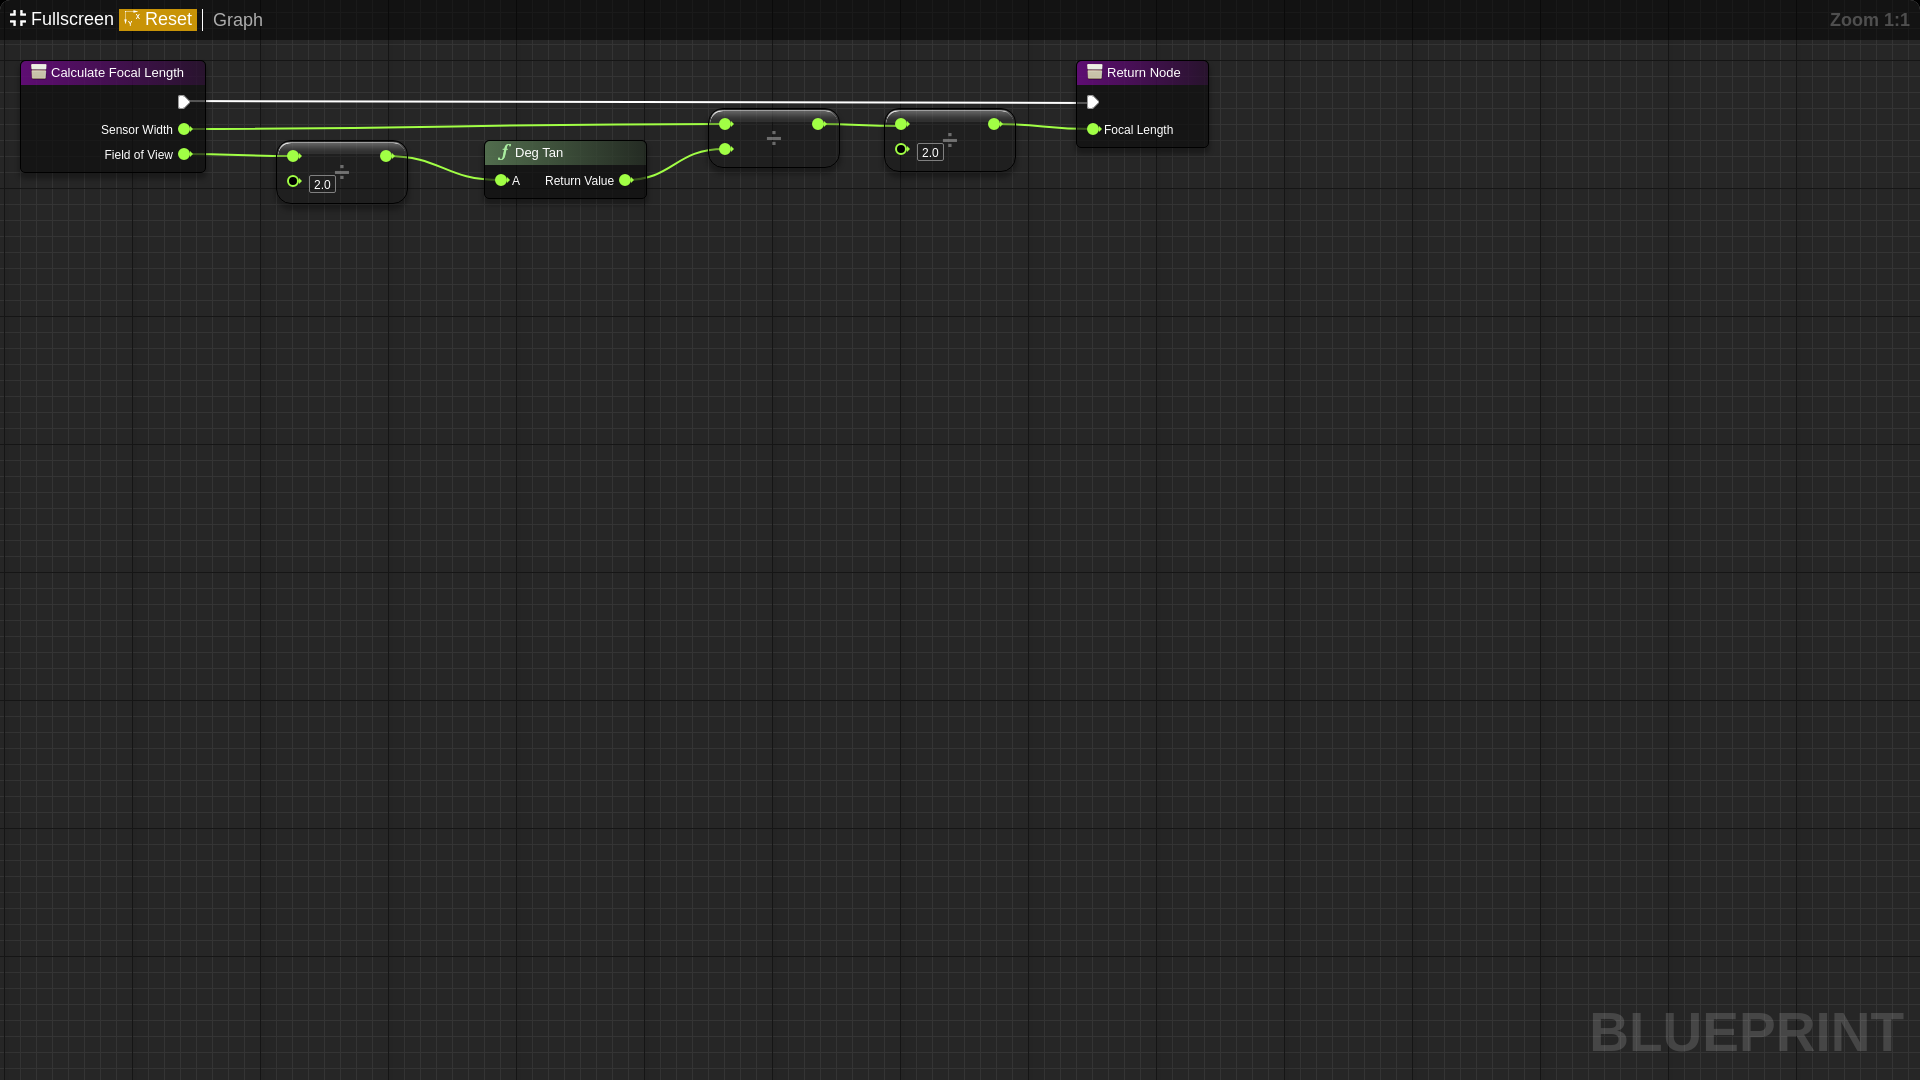 Fullscreen Reset Graph Zoom 1:1
Calculate Focal Length
Sensor Width
Field of View
÷
2.0
Deg Tan
A Return Value
÷
÷
2.0
Return Node
Focal Length
BLUEPRINT